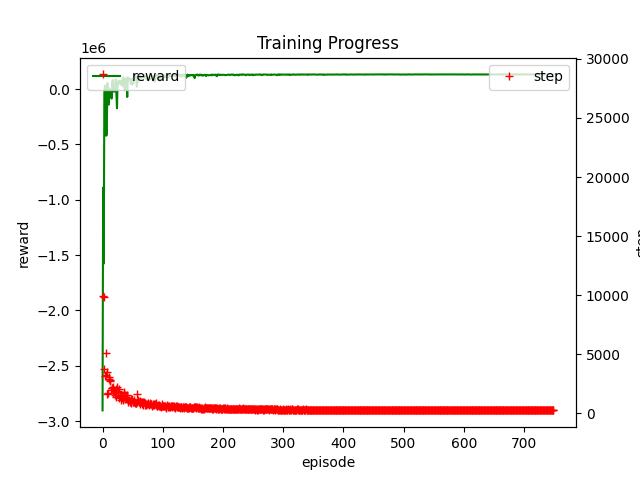 Training Progress
1e6
reward
step
0.0
−0.5
−1.0
−1.5
−2.0
−2.5
−3.0
reward
30000
25000
20000
15000
10000
5000
0
step
0 100 200 300 400 500 600 700
episode